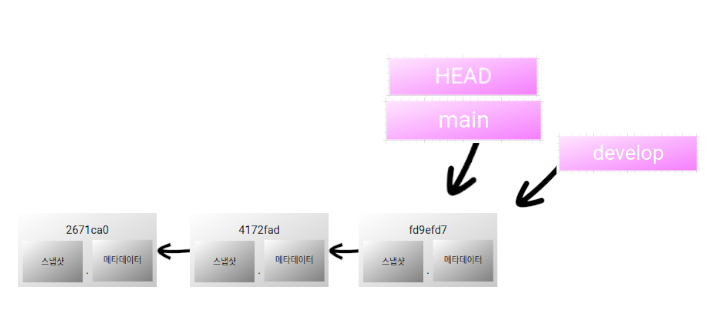 HEAD
main
develop
2671ca0
스냅샷 . 메타데이터
4172fad
스냅샷 . 메타데이터
fd9efd7
스냅샷 . 메타데이터